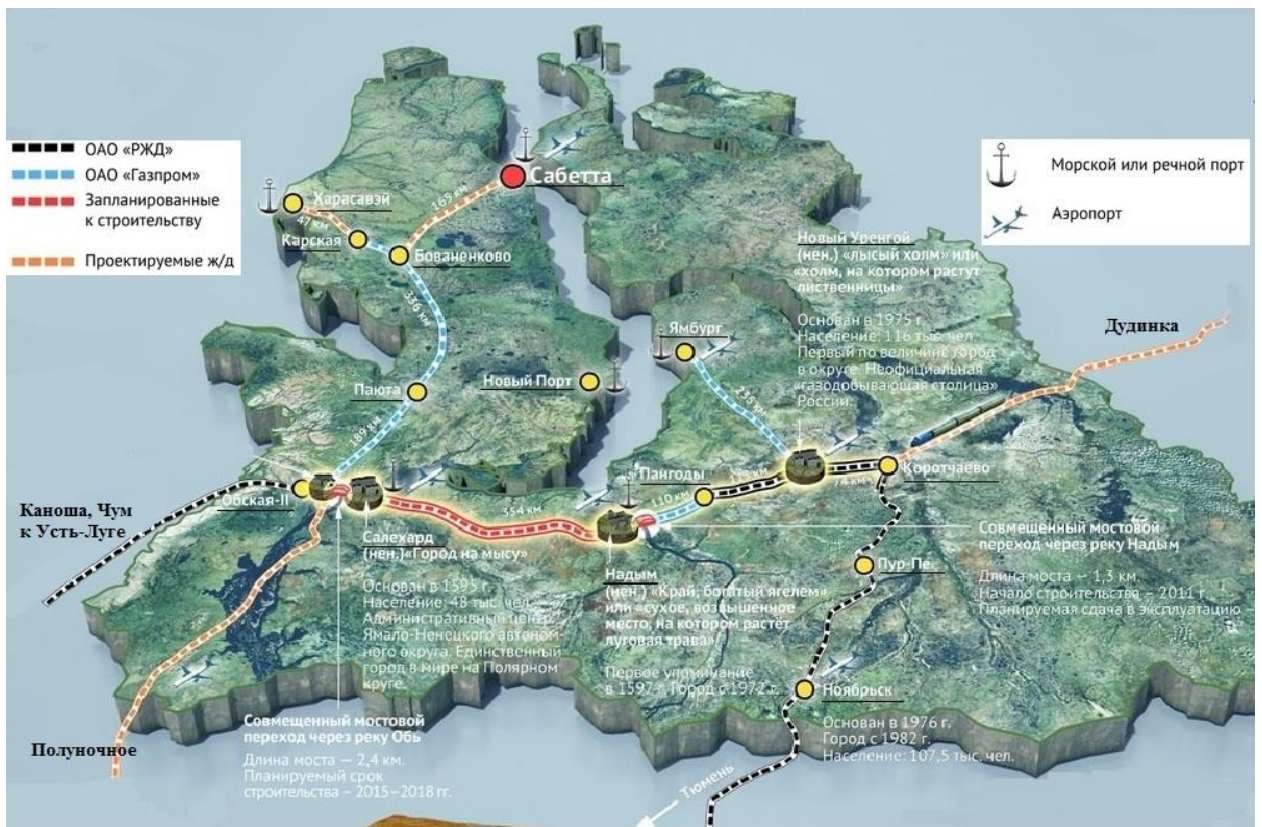 ОАО «РЖД»
ОАО «Газпром»
Запланированные
к строительству
Проектируемые ж/д
Морской или речной порт
Аэропорт
Сабетта
165 км
Харасавэй
47 км
Карская
Бованенково
336 км
Паюта
189 км
Новый Порт
Ямбург
235 км
Новый Уренгой
(нен.) «лысый холм» или
«холм, на котором растут
лиственницы»
Основан в 1975 г.
Население: 116 тыс. чел.
Первый по величине город
в округе. Неофициальная
«газодобывающая столица»
России.
Дудинка
Коротчаево
74 км
Пангоды
110 км
354 км
Обская-II
Каноша, Чум
к Усть-Луге
Салехард
(нен.)«Город на мысу»
Основан в 1595 г.
Население: 48 тыс. чел.
Административный центр
Ямало-Ненецкого автоном-
ного округа. Единственный
город в мире на Полярном
круге.
Надым
(нен.) «Край, богатый ягелем»
или «сухое, возвышенное
место, на котором растёт
луговая трава»
Первое упоминание
в 1597 г. Город с 1972 г.
Совмещенный мостовой
переход через реку Надым
Длина моста — 1,3 км.
Начало строительства – 2011 г
Планируемая сдача в эксплуатацию –
Пур-Пе
Ноябрьск
Основан в 1976 г.
Город с 1982 г.
Население: 107,5 тыс. чел.
Совмещенный мостовой
переход через реку Обь
Длина моста — 2,4 км.
Планируемый срок
строительства – 2015–2018 гг.
Полуночное
Тюмень